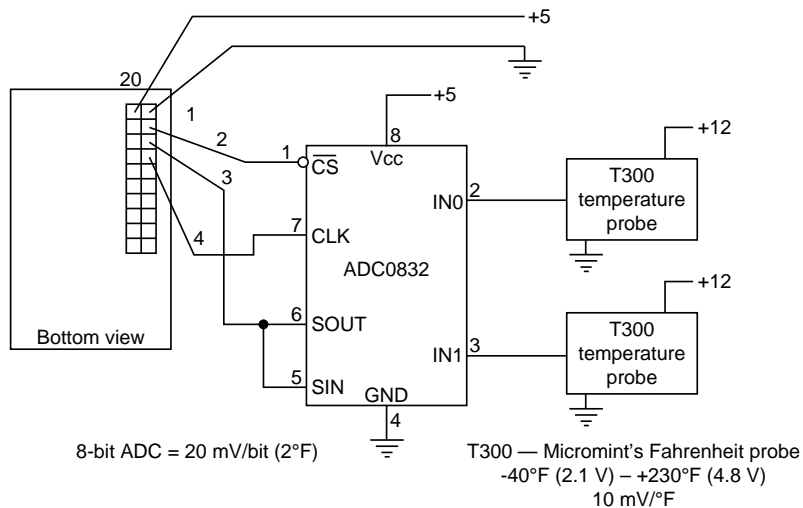 +5
20
1
+5
2
1
CS
8
Vcc
+12
3
T300
temperature
probe
IN0
2
7
CLK
4
ADC0832
+12
Bottom view
6
SOUT
T300
temperature
probe
IN1
3
5
SIN
GND
4
8-bit ADC = 20 mV/bit (2°F)
T300 — Micromint's Fahrenheit probe
-40°F (2.1 V) – +230°F (4.8 V)
10 mV/°F